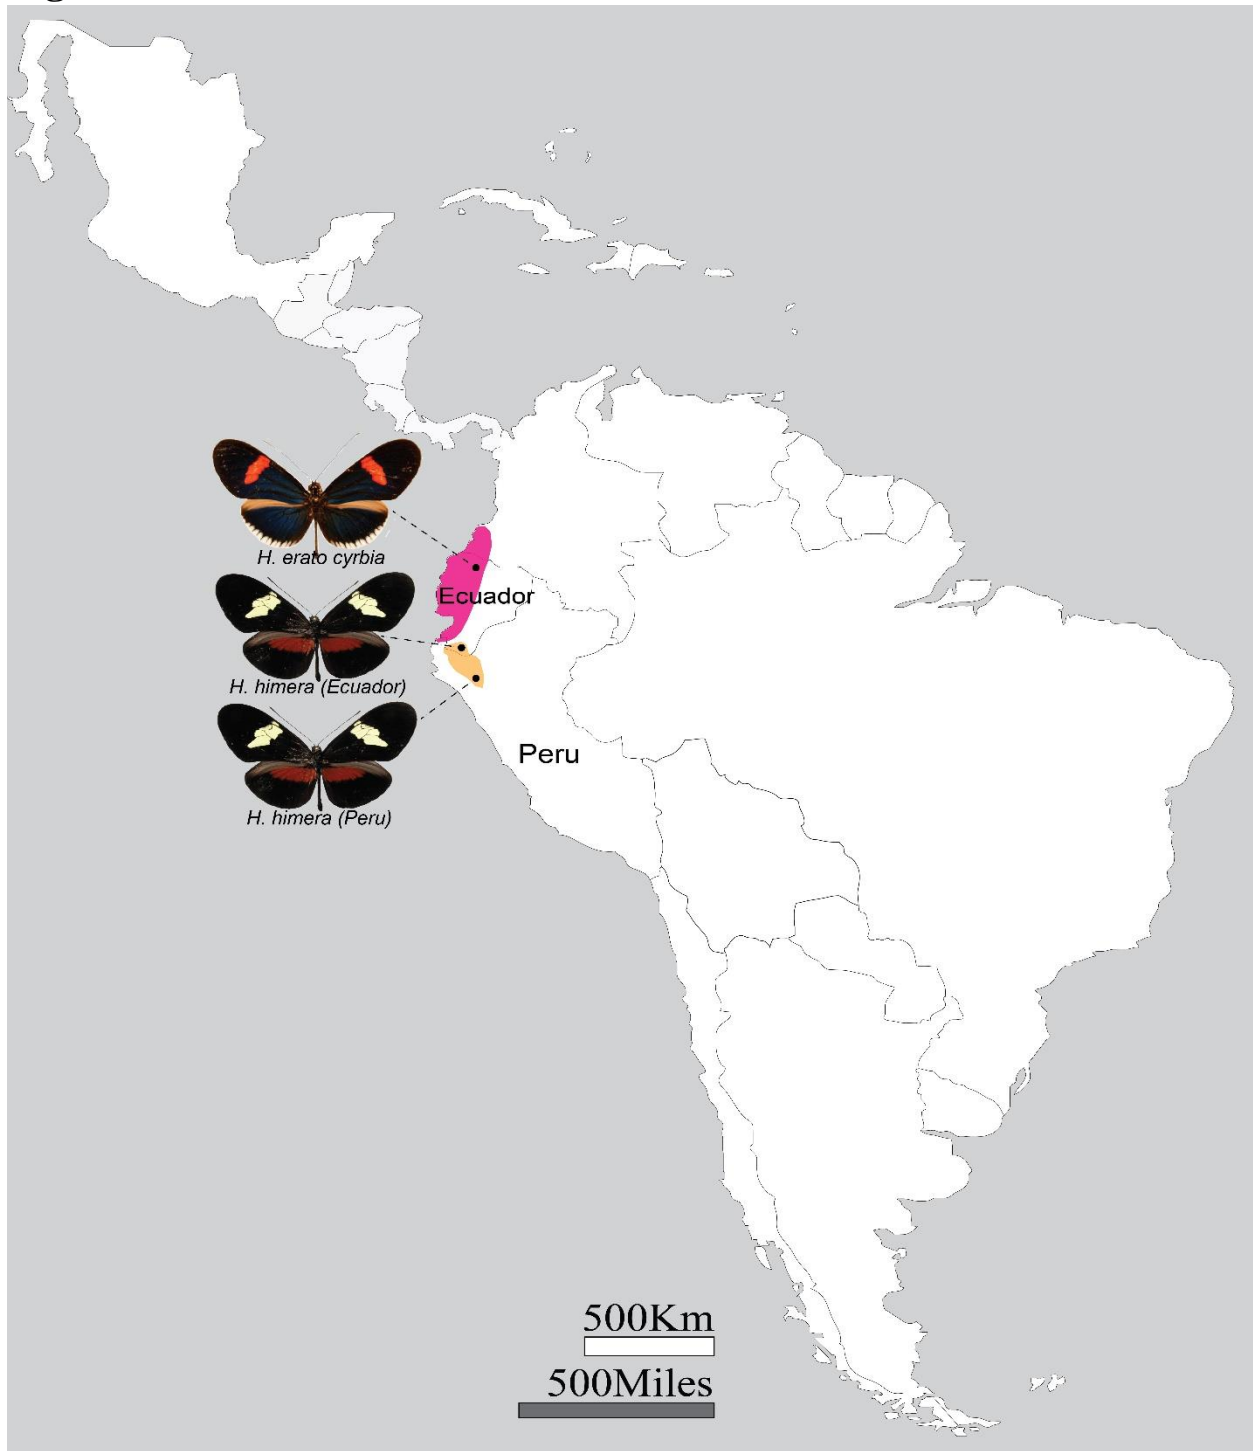 H. erato cyrbia
Ecuador
H. himera (Ecuador)
Peru
H. himera (Peru)
500Km
500Miles